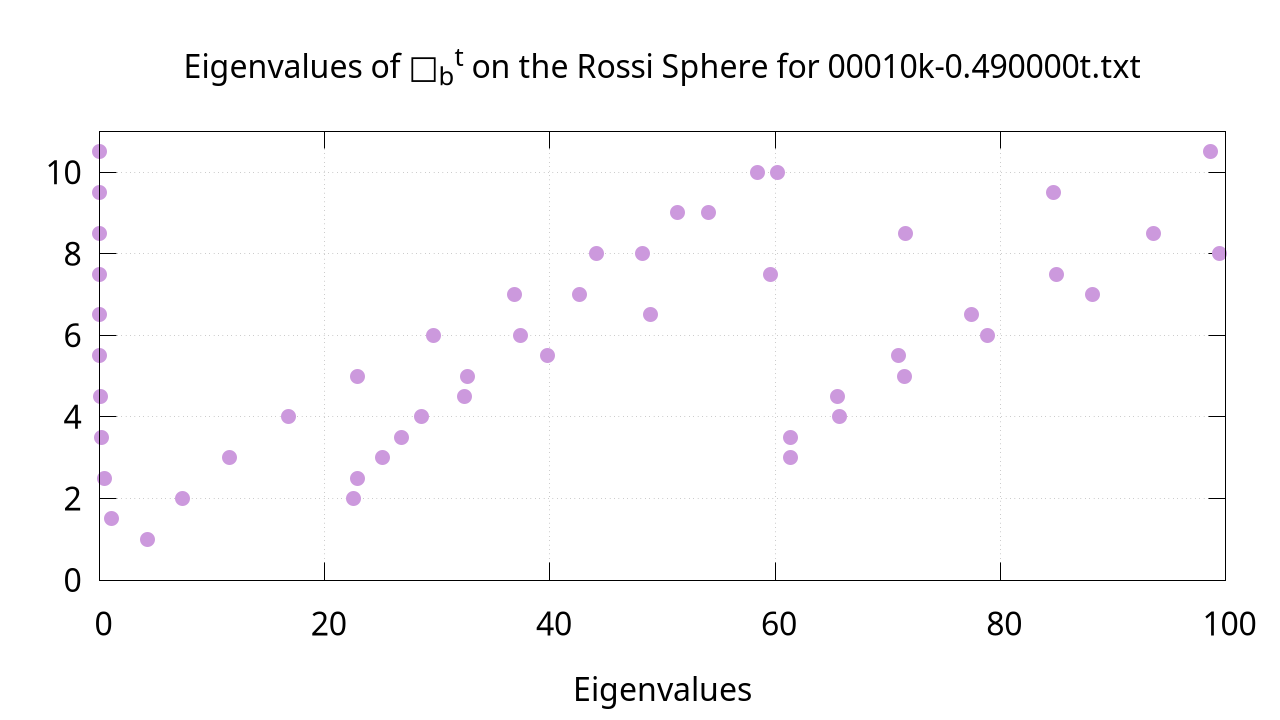 Eigenvalues of □b^t on the Rossi Sphere for 00010k-0.490000t.txt
10
8
6
4
2
0
0 20 40 60 80 100
Eigenvalues